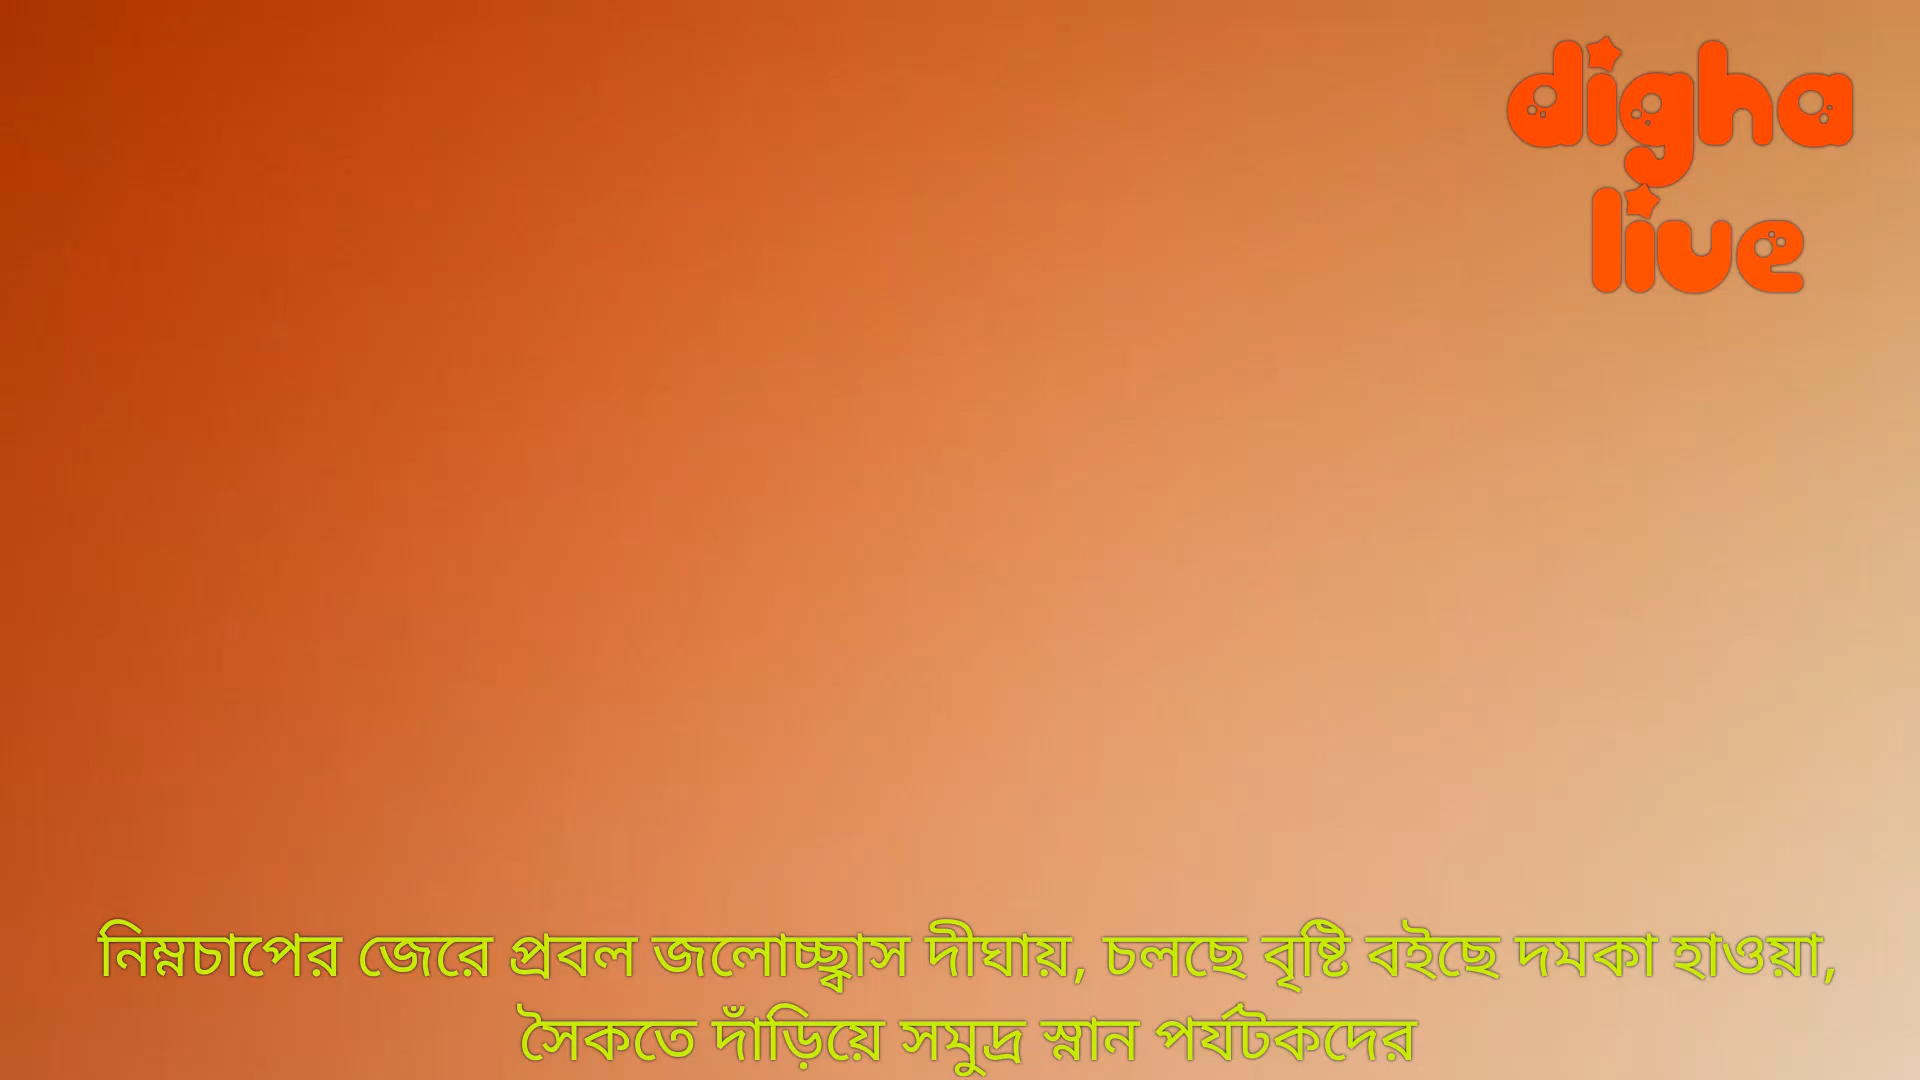 digha
live
নিম্নচাপের জেরে প্রবল জলোচ্ছ্বাস দীঘায়, চলছে বৃষ্টি বইছে দমকা হাওয়া,
সৈকতে দাঁড়িয়ে সমুদ্র স্নান পর্যটকদের